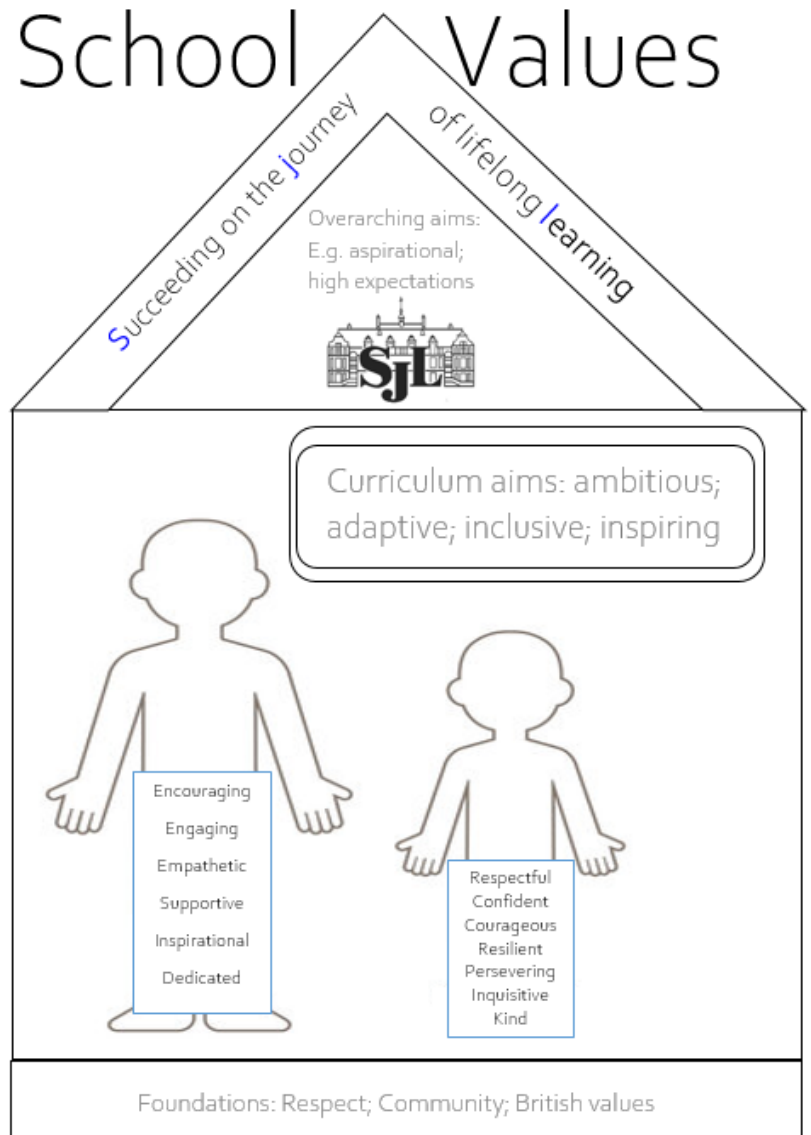 School Values
Succeeding on the journey
of lifelong learning
Overarching aims:
E.g. aspirational;
high expectations
SJL
Curriculum aims: ambitious;
adaptive; inclusive; inspiring
Encouraging
Engaging
Empathetic
Supportive
Inspirational
Dedicated
Respectful
Confident
Courageous
Resilient
Persevering
Inquisitive
Kind
Foundations: Respect; Community; British values